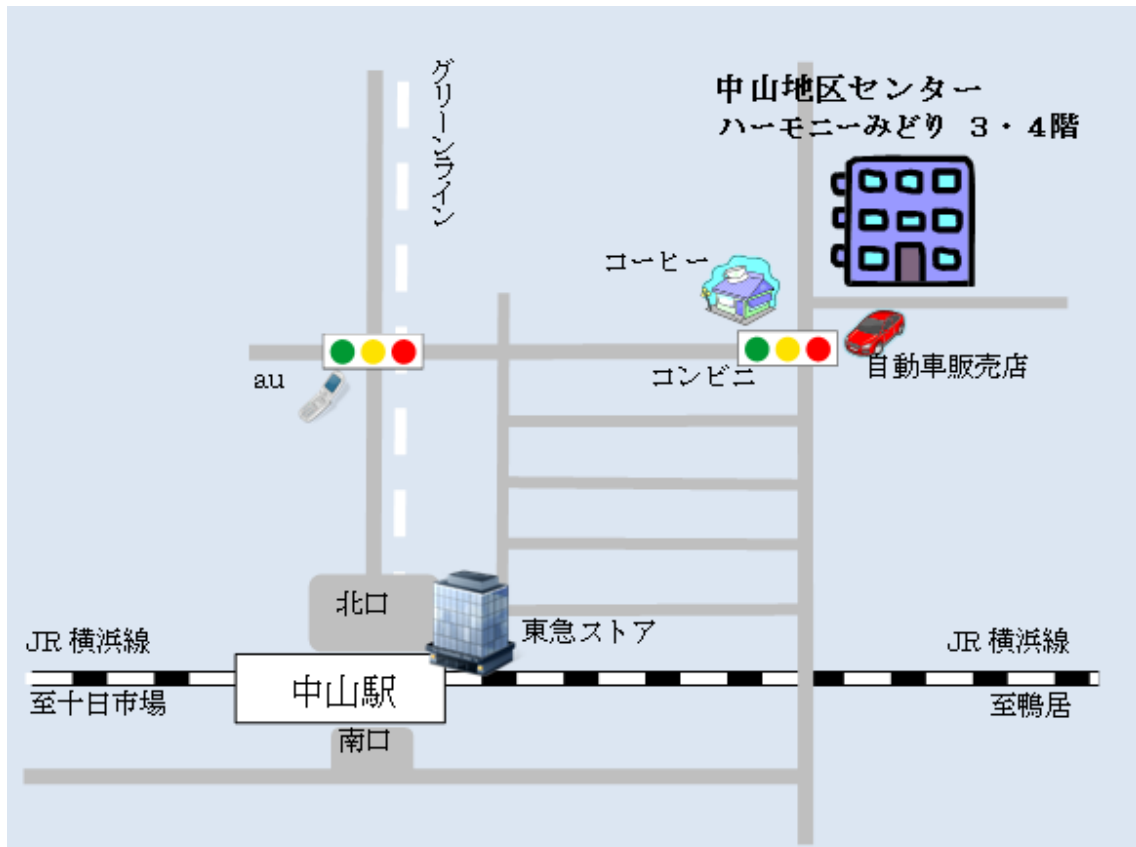 グリーンライン
中山地区センター
ハーモニーみどり 3・4階
コーヒー
au
コンビニ
自動車販売店
北口
東急ストア
JR 横浜線
JR 横浜線
中山駅
至十日市場
至鴨居
南口